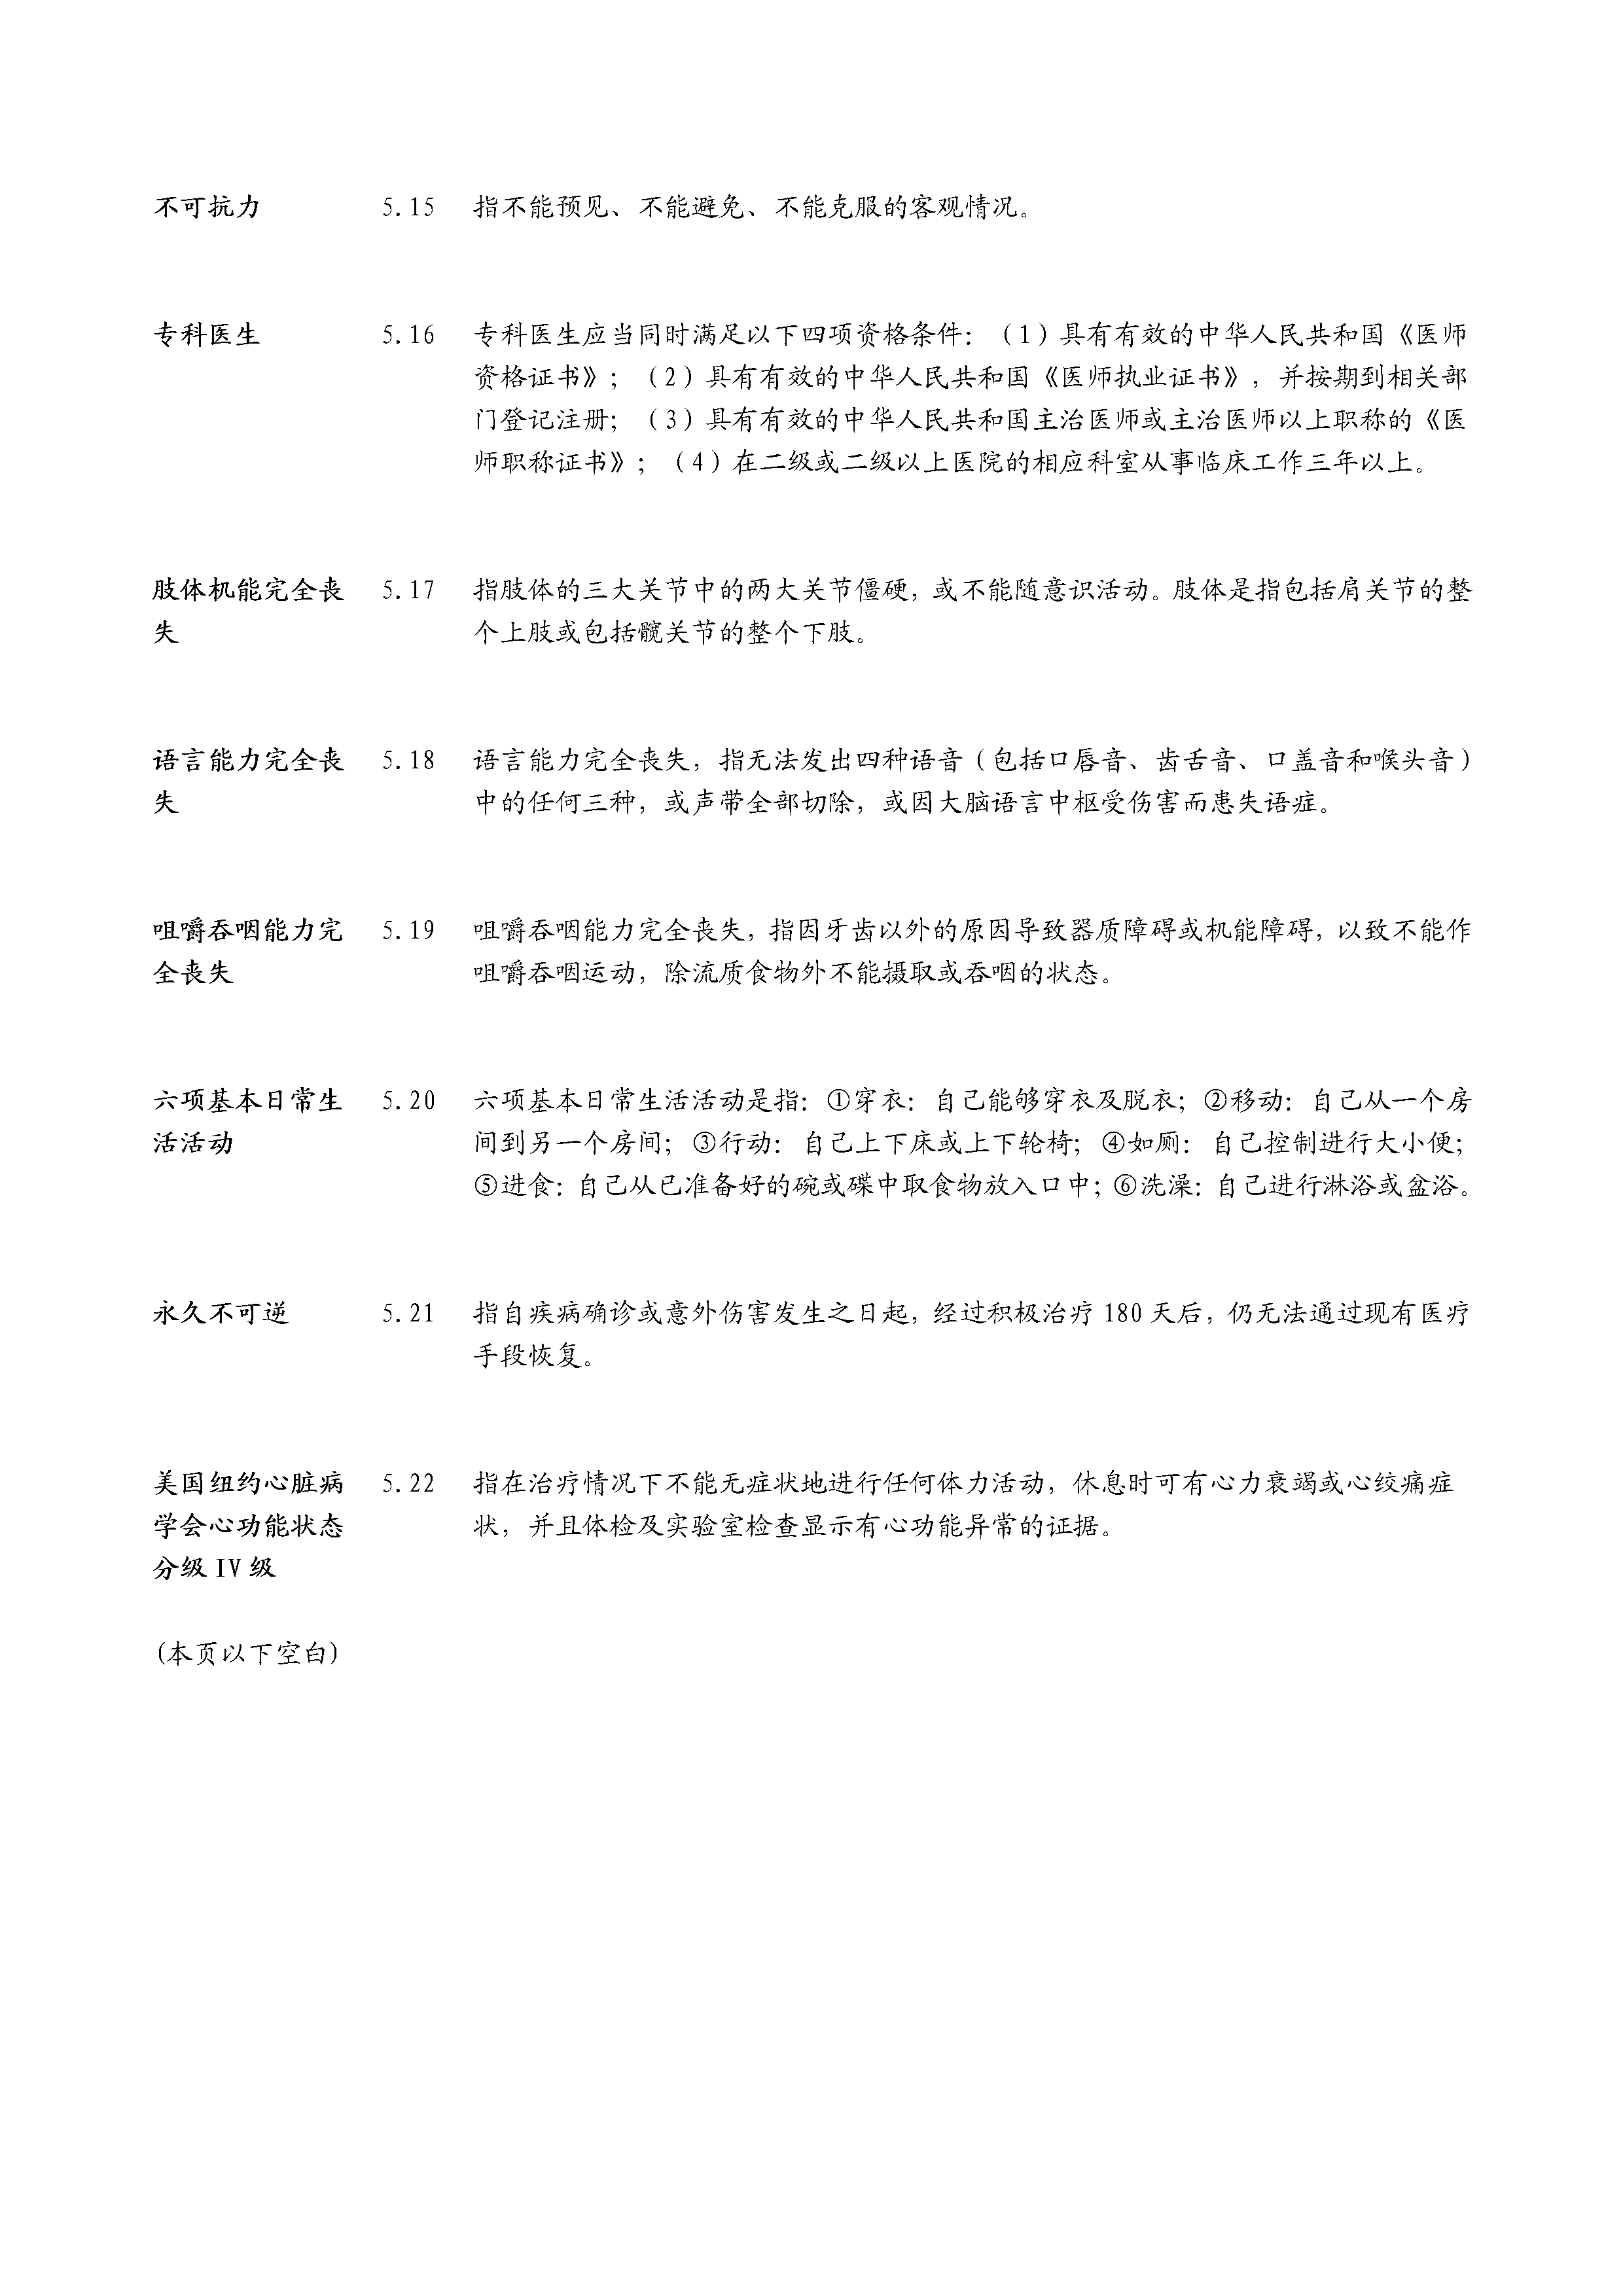 不可抗力 5.15 指不能预见、不能避免、不能克服的客观情况。
专科医生 5.16 专科医生应当同时满足以下四项资格条件：（1）具有有效的中华人民共和国《医师
资格证书》；（2）具有有效的中华人民共和国《医师执业证书》，并按期到相关部
门登记注册；（3）具有有效的中华人民共和国主治医师或主治医师以上职称的《医
师职称证书》；（4）在二级或二级以上医院的相应科室从事临床工作三年以上。
肢体机能完全丧 5.17 指肢体的三大关节中的两大关节僵硬，或不能随意识活动。肢体是指包括肩关节的整
失 个上肢或包括髋关节的整个下肢。
语言能力完全丧 5.18 语言能力完全丧失，指无法发出四种语音（包括口唇音、齿舌音、口盖音和喉头音）
失 中的任何三种，或声带全部切除，或因大脑语言中枢受伤害而患失语症。
咀嚼吞咽能力完 5.19 咀嚼吞咽能力完全丧失，指因牙齿以外的原因导致器质障碍或机能障碍，以致不能作
全丧失 咀嚼吞咽运动，除流质食物外不能摄取或吞咽的状态。
六项基本日常生 5.20 六项基本日常生活活动是指：①穿衣：自己能够穿衣及脱衣；②移动：自己从一个房
活活动 间到另一个房间；③行动：自己上下床或上下轮椅；④如厕：自己控制进行大小便；
⑤进食：自己从已准备好的碗或碟中取食物放入口中；⑥洗澡：自己进行淋浴或盆浴。
永久不可逆 5.21 指自疾病确诊或意外伤害发生之日起，经过积极治疗 180 天后，仍无法通过现有医疗
手段恢复。
美国纽约心脏病 5.22 指在治疗情况下不能无症状地进行任何体力活动，休息时可有心力衰竭或心绞痛症
学会心功能状态 状，并且体检及实验室检查显示有心功能异常的证据。
分级 IV 级
(本页以下空白)